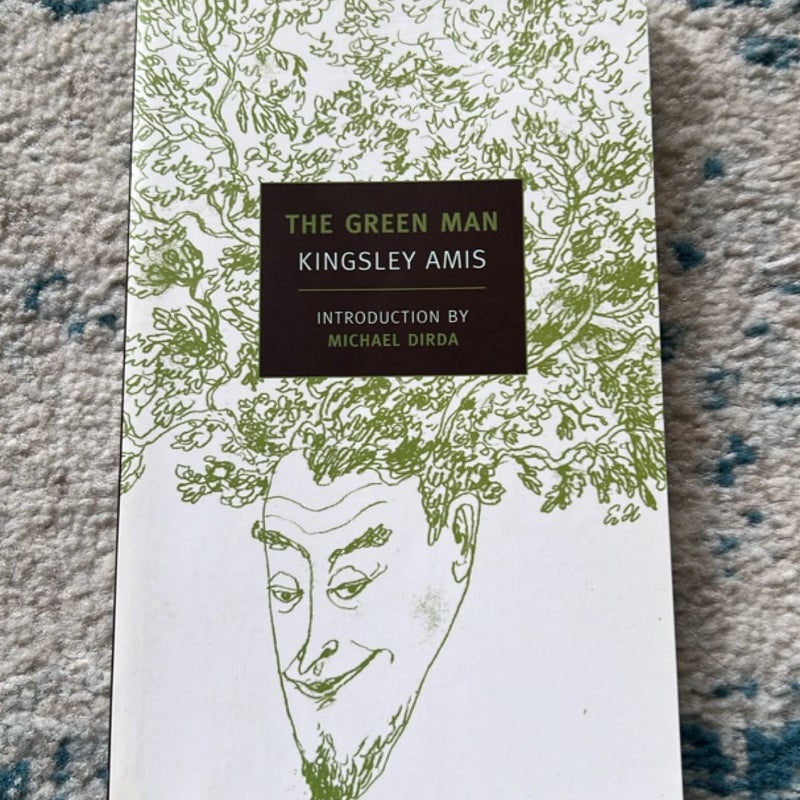 THE GREEN MAN
KINGSLEY AMIS
INTRODUCTION BY
MICHAEL DIRDA